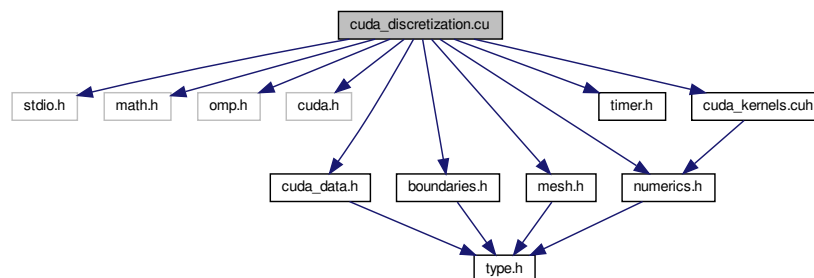 cuda_discretization.cu
stdio.h
math.h
omp.h
cuda.h
timer.h
cuda_kernels.cuh
cuda_data.h
boundaries.h
mesh.h
numerics.h
type.h